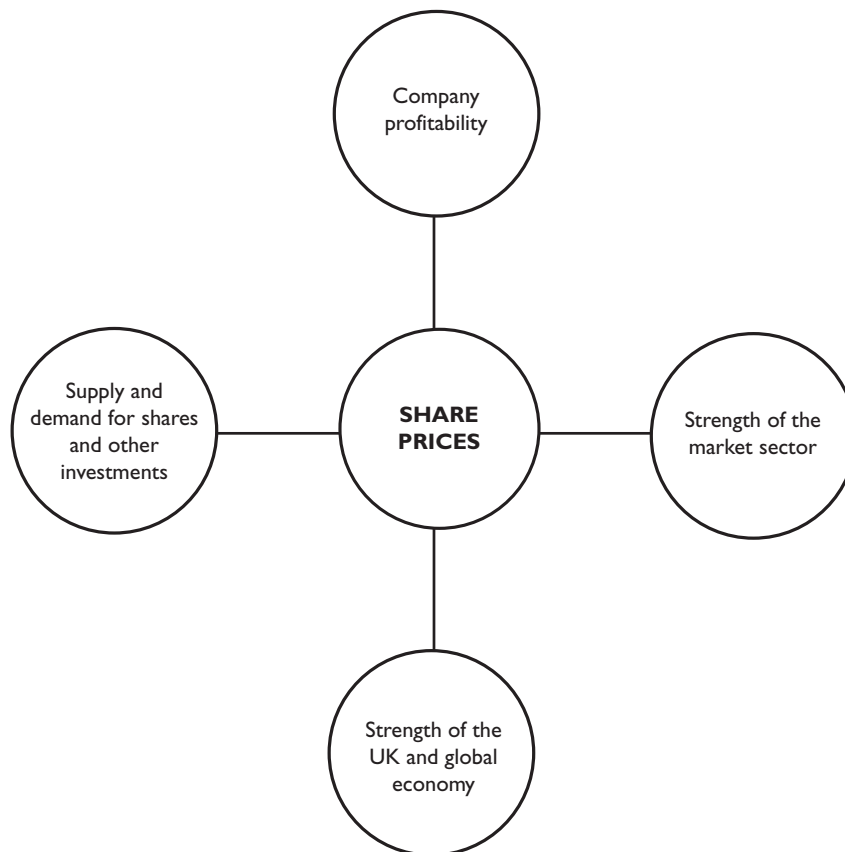 Company
profitability
Supply and
demand for shares
and other
investments
SHARE
PRICES
Strength of the
market sector
Strength of the
UK and global
economy